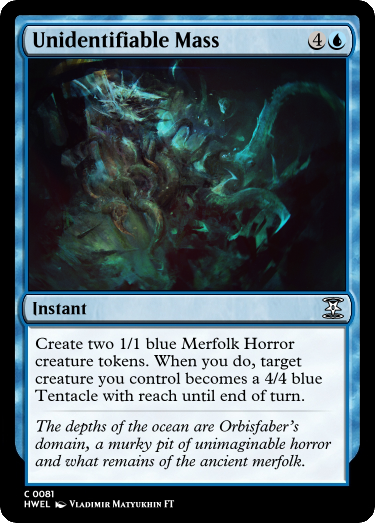 Unidentifiable Mass
4
Instant
Create two 1/1 blue Merfolk Horror
creature tokens. When you do, target
creature you control becomes a 4/4 blue
Tentacle with reach until end of turn.
The depths of the ocean are Orbisfaber's
domain, a murky pit of unimaginable horror
and what remains of the ancient merfolk.
C 0081
HWEL VLADIMIR MATYUKHIN FT